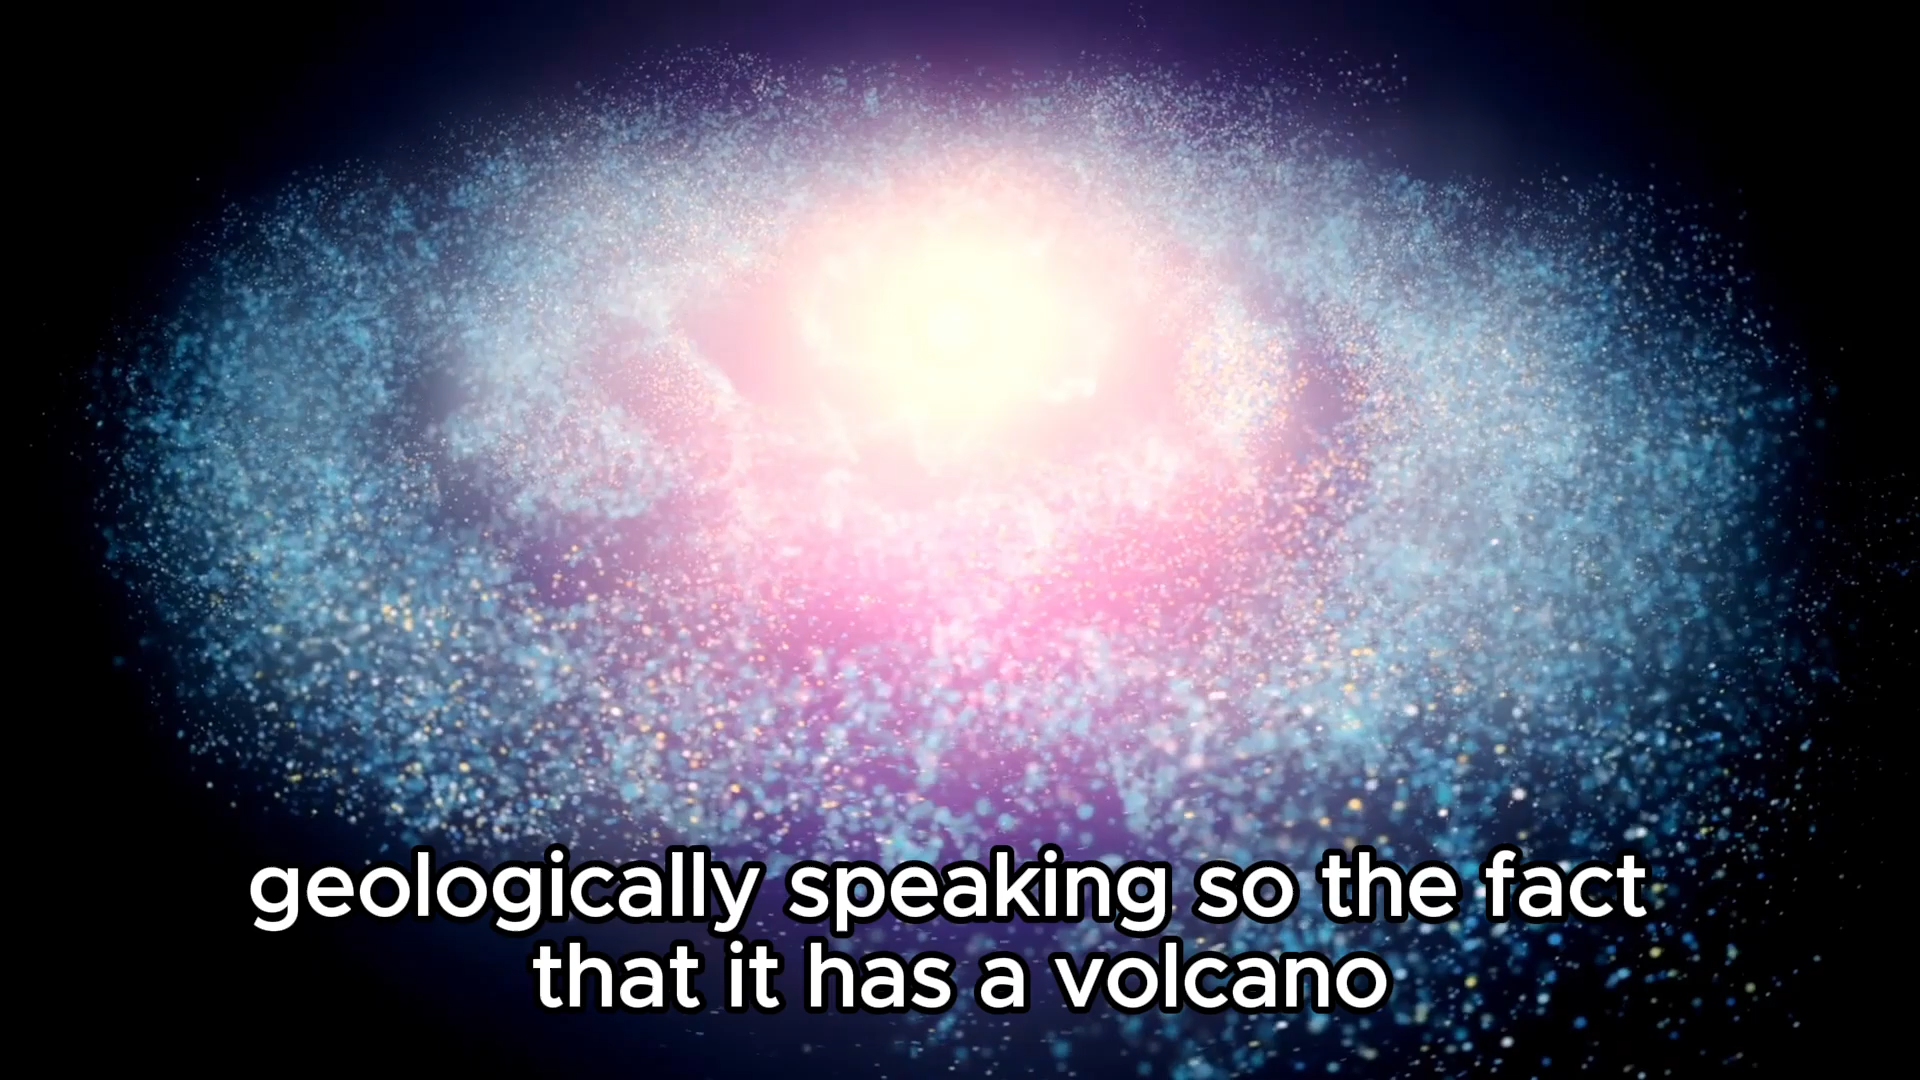 geologically speaking so the fact
that it has a volcano